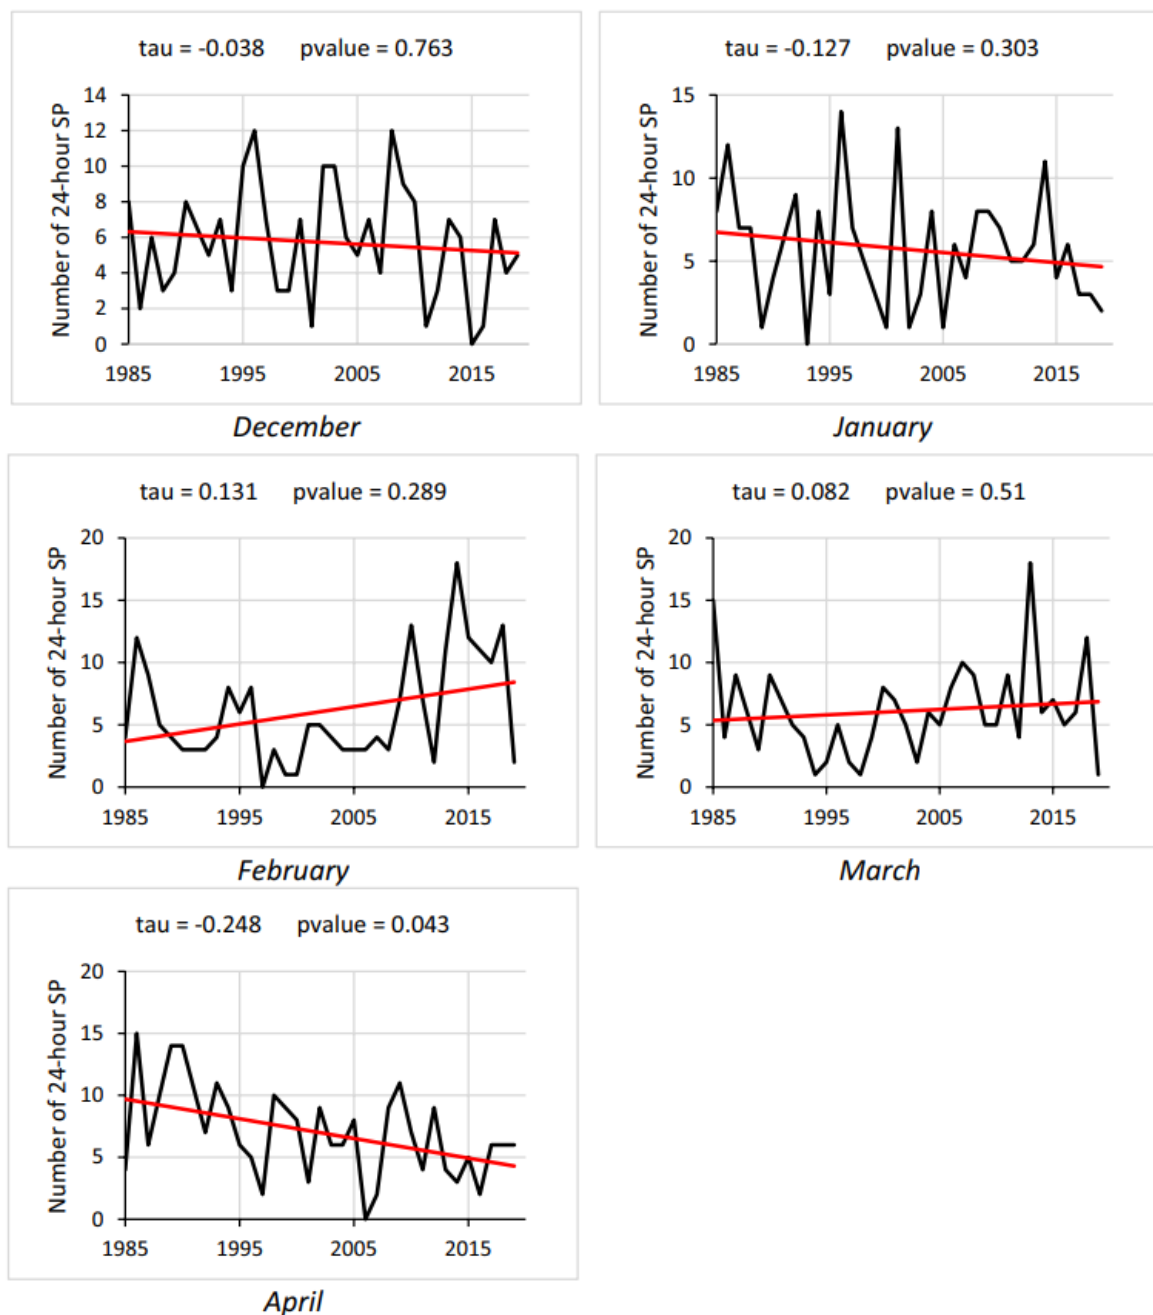 tau = -0.038 pvalue = 0.763
Number of 24-hour SP
14
12
10
8
6
4
2
0
1985 1995 2005 2015
December
tau = -0.127 pvalue = 0.303
Number of 24-hour SP
15
10
5
0
1985 1995 2005 2015
January
tau = 0.131 pvalue = 0.289
Number of 24-hour SP
20
15
10
5
0
1985 1995 2005 2015
February
tau = 0.082 pvalue = 0.51
Number of 24-hour SP
20
15
10
5
0
1985 1995 2005 2015
March
tau = -0.248 pvalue = 0.043
Number of 24-hour SP
20
15
10
5
0
1985 1995 2005 2015
April